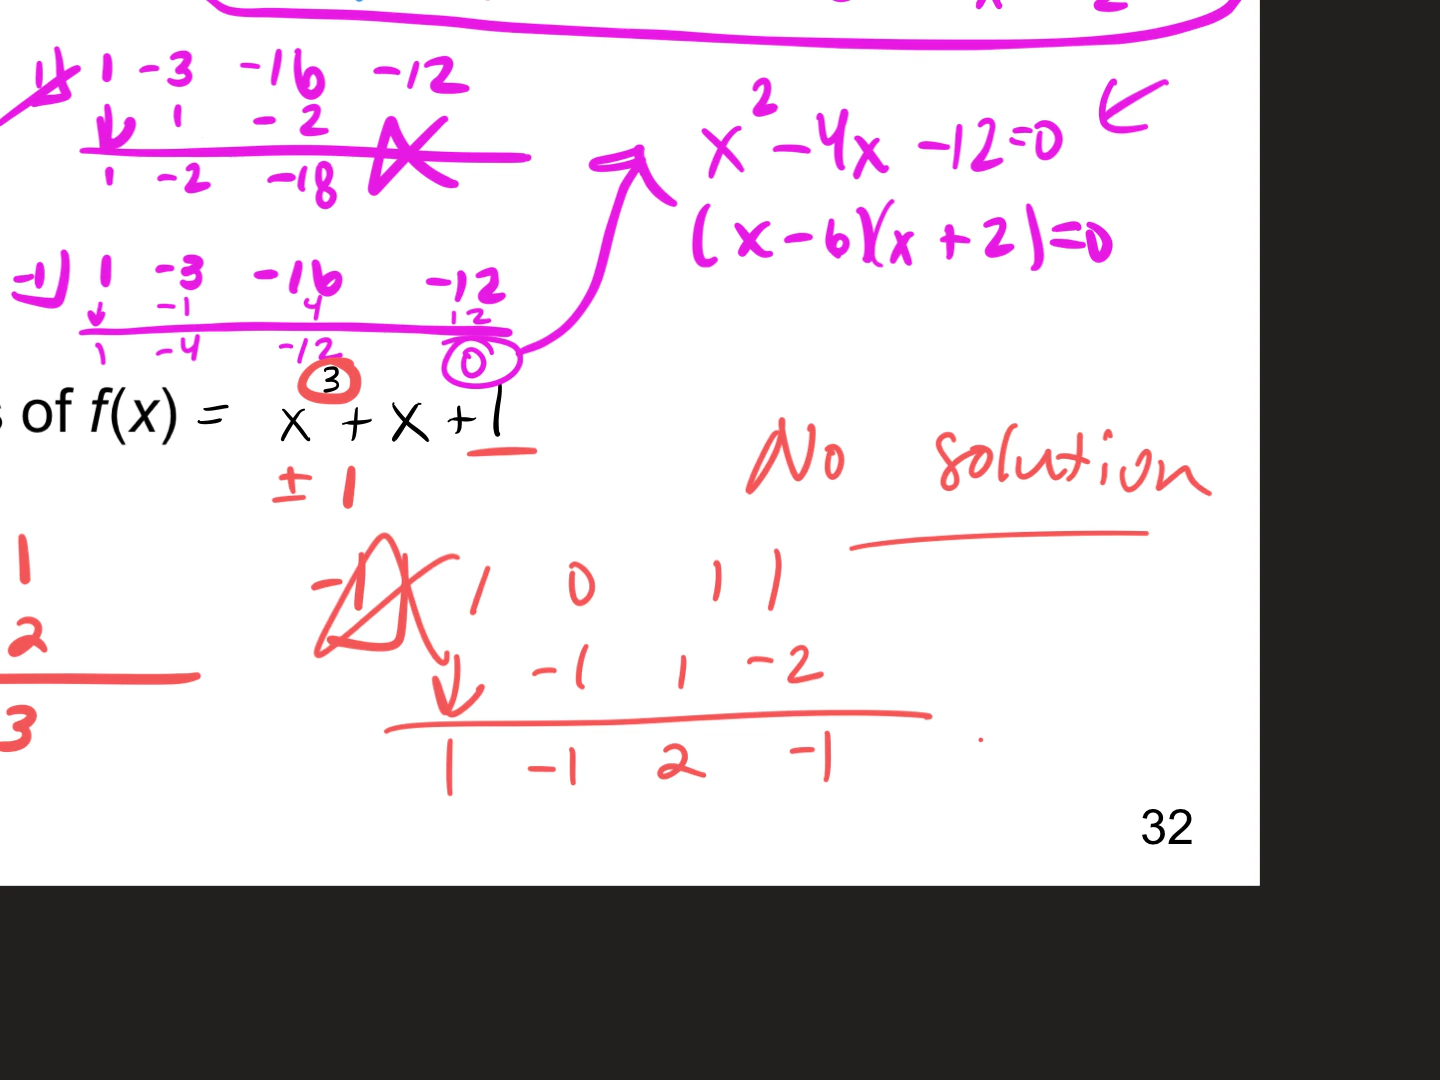 1 1 -3 -16 -12
1 -2
1 -2 -18
x² - 4x - 12 = 0
(x - 6)(x + 2) = 0
-1 1 -3 -16 -12
-1 4 12
1 -4 -12 0
of f(x) = x³ + x + 1
± 1
No solution
1
2
3
-1 1 0 1 1
-1 1 -2
1 -1 2 -1
32